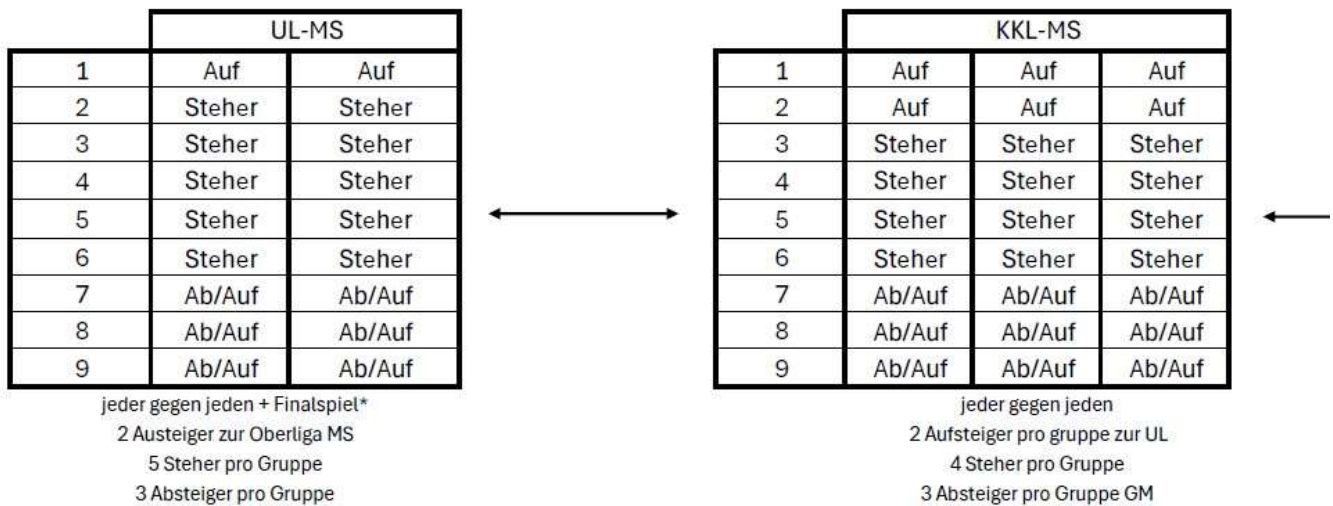 UL-MS
1 Auf Auf
2 Steher Steher
3 Steher Steher
4 Steher Steher
5 Steher Steher
6 Steher Steher
7 Ab/Auf Ab/Auf
8 Ab/Auf Ab/Auf
9 Ab/Auf Ab/Auf
jeder gegen jeden + Finalspiel*
2 Austeiger zur Oberliga MS
5 Steher pro Gruppe
3 Absteiger pro Gruppe
KKL-MS
1 Auf Auf Auf
2 Auf Auf Auf
3 Steher Steher Steher
4 Steher Steher Steher
5 Steher Steher Steher
6 Steher Steher Steher
7 Ab/Auf Ab/Auf Ab/Auf
8 Ab/Auf Ab/Auf Ab/Auf
9 Ab/Auf Ab/Auf Ab/Auf
jeder gegen jeden
2 Aufsteiger pro gruppe zur UL
4 Steher pro Gruppe
3 Absteiger pro Gruppe GM